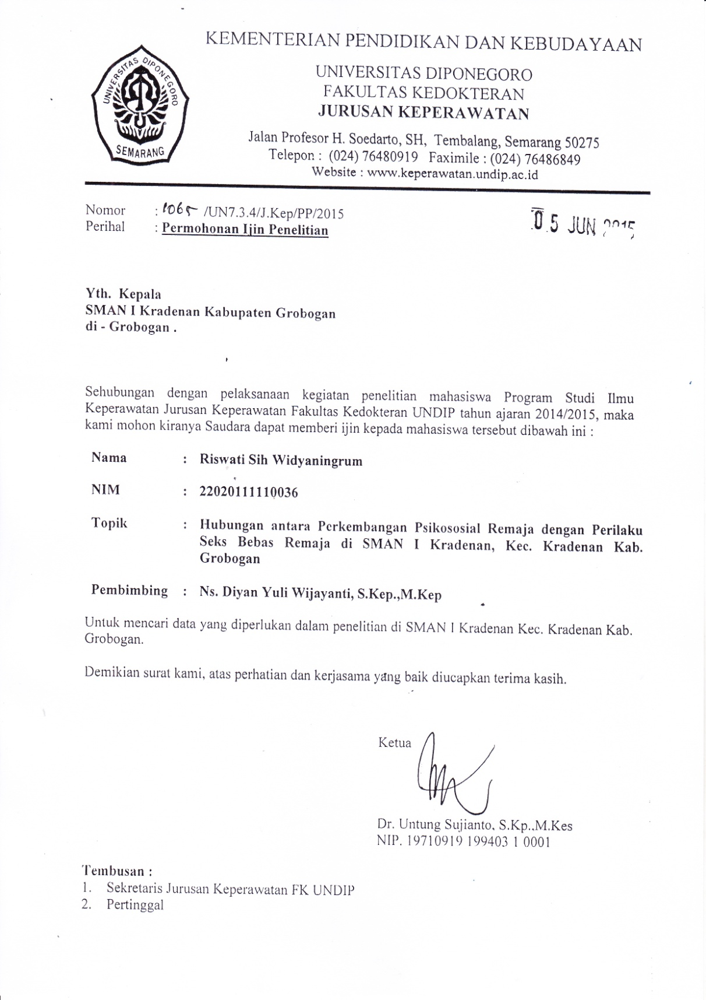 UNIVERSITAS DIPONEGORO
SEMARANG
KEMENTERIAN PENDIDIKAN DAN KEBUDAYAAN
UNIVERSITAS DIPONEGORO
FAKULTAS KEDOKTERAN
JURUSAN KEPERAWATAN
Jalan Profesor H. Soedarto, SH, Tembalang, Semarang 50275
Telepon : (024) 76480919 Faximile : (024) 76486849
Website : www.keperawatan.undip.ac.id
Nomor : 1065 /UN7.3.4/J.Kep/PP/2015
Perihal : Permohonan Ijin Penelitian
05 JUN 2015
Yth. Kepala
SMAN I Kradenan Kabupaten Grobogan
di - Grobogan .
Sehubungan dengan pelaksanaan kegiatan penelitian mahasiswa Program Studi Ilmu
Keperawatan Jurusan Keperawatan Fakultas Kedokteran UNDIP tahun ajaran 2014/2015, maka
kami mohon kiranya Saudara dapat memberi ijin kepada mahasiswa tersebut dibawah ini :
Nama : Riswati Sih Widyaningrum
NIM : 22020111110036
Topik : Hubungan antara Perkembangan Psikososial Remaja dengan Perilaku
Seks Bebas Remaja di SMAN I Kradenan, Kec. Kradenan Kab.
Grobogan
Pembimbing : Ns. Diyan Yuli Wijayanti, S.Kep.,M.Kep
Untuk mencari data yang diperlukan dalam penelitian di SMAN I Kradenan Kec. Kradenan Kab.
Grobogan.
Demikian surat kami, atas perhatian dan kerjasama yang baik diucapkan terima kasih.
Ketua
Dr. Untung Sujianto, S.Kp.,M.Kes
NIP. 19710919 199403 1 0001
Tembusan :
1. Sekretaris Jurusan Keperawatan FK UNDIP
2. Pertinggal